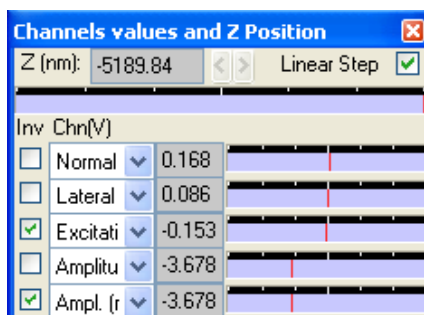 Channels values and Z Position
Z (nm): -5189.84 < > Linear Step
Inv Chn(V)
Normal 0.168
Lateral 0.086
Excitati -0.153
Amplitu -3.678
Ampl. (r -3.678